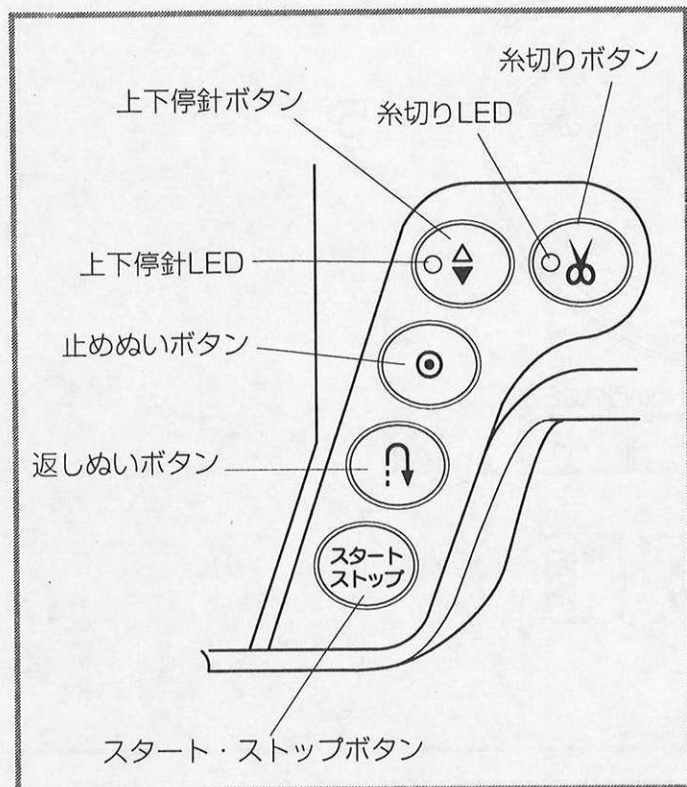 糸切りボタン
上下停針ボタン
糸切りLED
上下停針LED
止めぬいボタン
返しぬいボタン
スタート
ストップ
スタート・ストップボタン